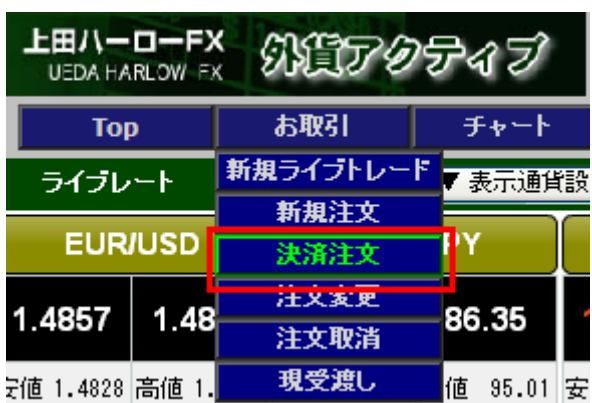 上田ハーローFX 外貨アクティブ
UEDA HARLOW FX
Top お取引 チャート
ライブレート 新規ライブトレード ▼表示通貨設
新規注文
EUR/USD 決済注文 PY
注文変更
1.4857 1.48 86.35
注文取消
安値 1.4828 高値 1. 現受渡し 値 95.01 安